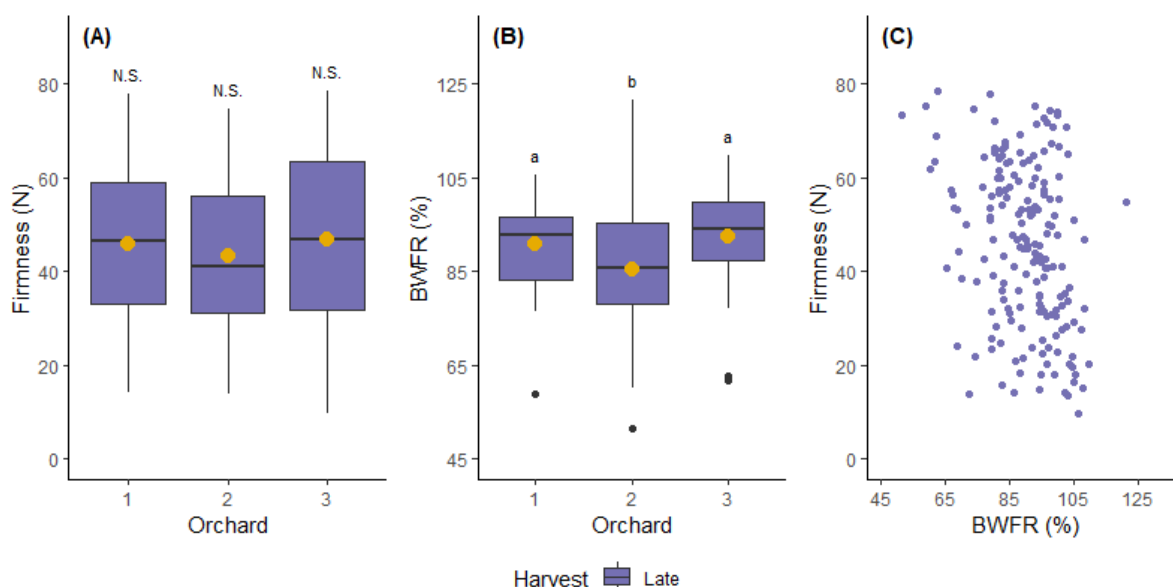 (A)
N.S.
N.S.
N.S.
80
60
40
20
0
Firmness (N)
1
2
3
Orchard
(B)
a
b
a
125
105
85
65
45
BWFR (%)
1
2
3
Orchard
(C)
80
60
40
20
0
Firmness (N)
45
65
85
105
125
BWFR (%)
Harvest
Late